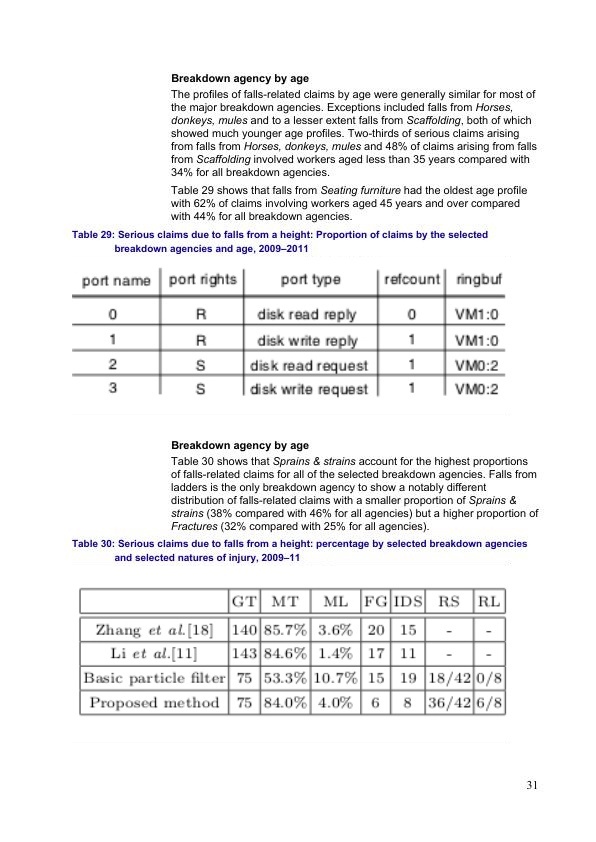 Breakdown agency by age
The profiles of falls-related claims by age were generally similar for most of
the major breakdown agencies. Exceptions included falls from Horses,
donkeys, mules and to a lesser extent falls from Scaffolding, both of which
showed much younger age profiles. Two-thirds of serious claims arising
from falls from Horses, donkeys, mules and 48% of claims arising from falls
from Scaffolding involved workers aged less than 35 years compared with
34% for all breakdown agencies.
Table 29 shows that falls from Seating furniture had the oldest age profile
with 62% of claims involving workers aged 45 years and over compared
with 44% for all breakdown agencies.
Table 29: Serious claims due to falls from a height: Proportion of claims by the selected
breakdown agencies and age, 2009–2011
port name port rights port type refcount ringbuf
0 R disk read reply 0 VM1:0
1 R disk write reply 1 VM1:0
2 S disk read request 1 VM0:2
3 S disk write request 1 VM0:2
Breakdown agency by age
Table 30 shows that Sprains & strains account for the highest proportions
of falls-related claims for all of the selected breakdown agencies. Falls from
ladders is the only breakdown agency to show a notably different
distribution of falls-related claims with a smaller proportion of Sprains &
strains (38% compared with 46% for all agencies) but a higher proportion of
Fractures (32% compared with 25% for all agencies).
Table 30: Serious claims due to falls from a height: percentage by selected breakdown agencies
and selected natures of injury, 2009–11
GT MT ML FG IDS RS RL
Zhang et al.[18] 140 85.7% 3.6% 20 15 - -
Li et al.[11] 143 84.6% 1.4% 17 11 - -
Basic particle filter 75 53.3% 10.7% 15 19 18/42 0/8
Proposed method 75 84.0% 4.0% 6 8 36/42 6/8
31